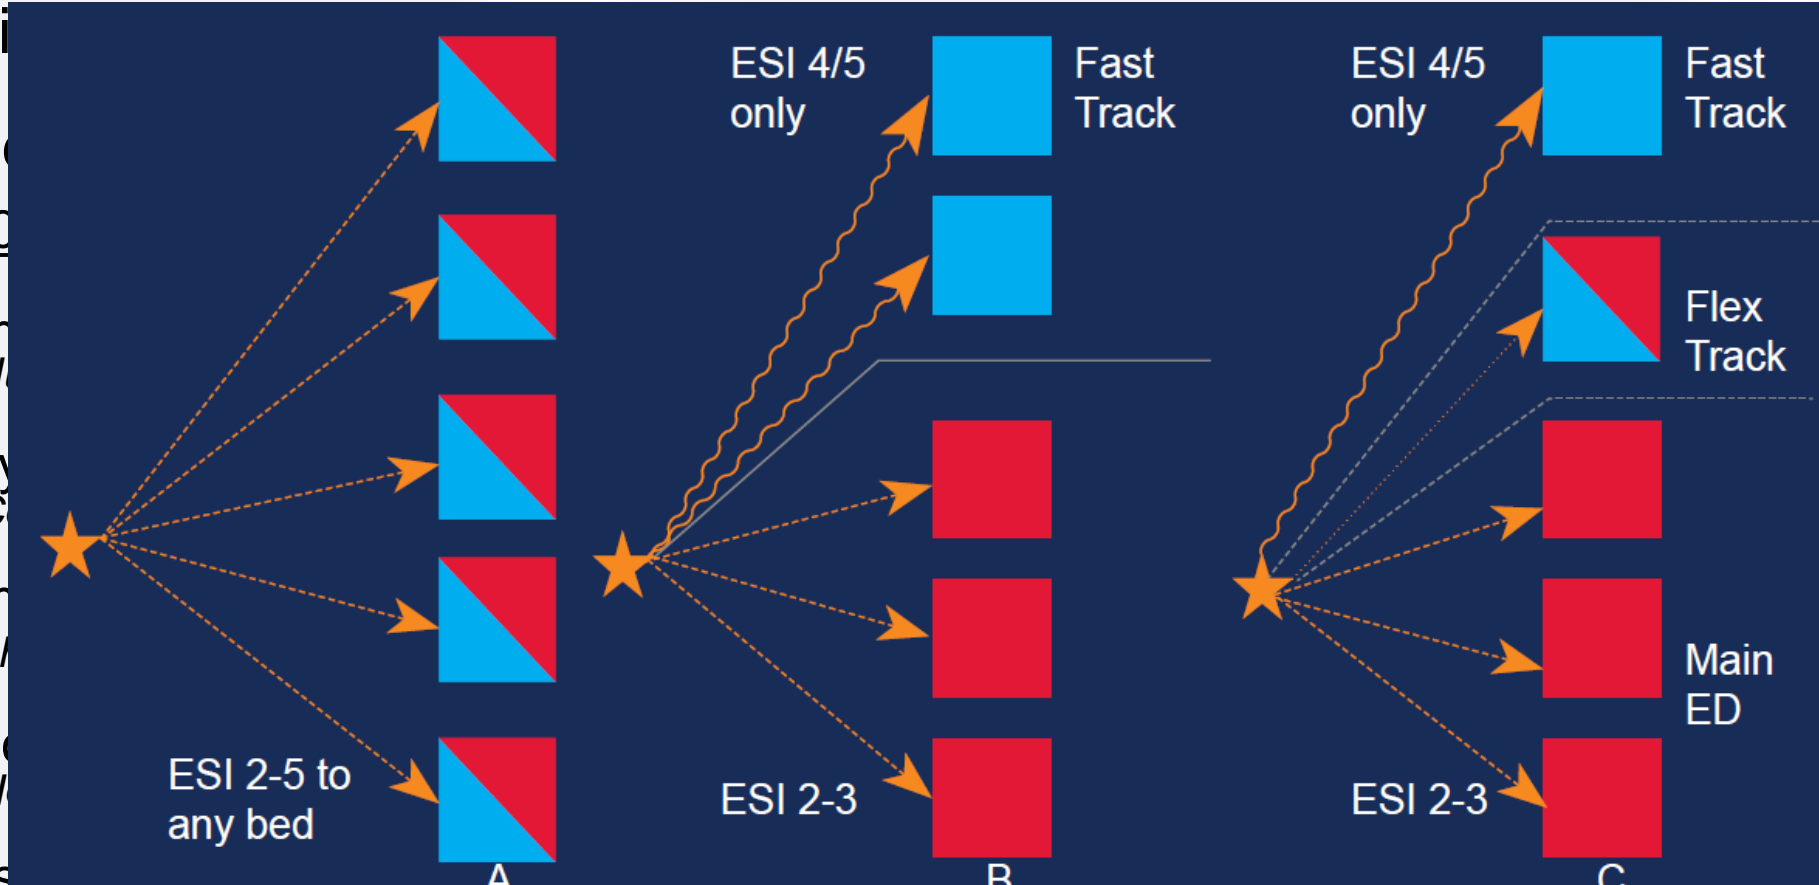 ESI 2-5 to
any bed
A
ESI 4/5
only
Fast
Track
ESI 2-3
B
ESI 4/5
only
Fast
Track
Flex
Track
Main
ED
ESI 2-3
C